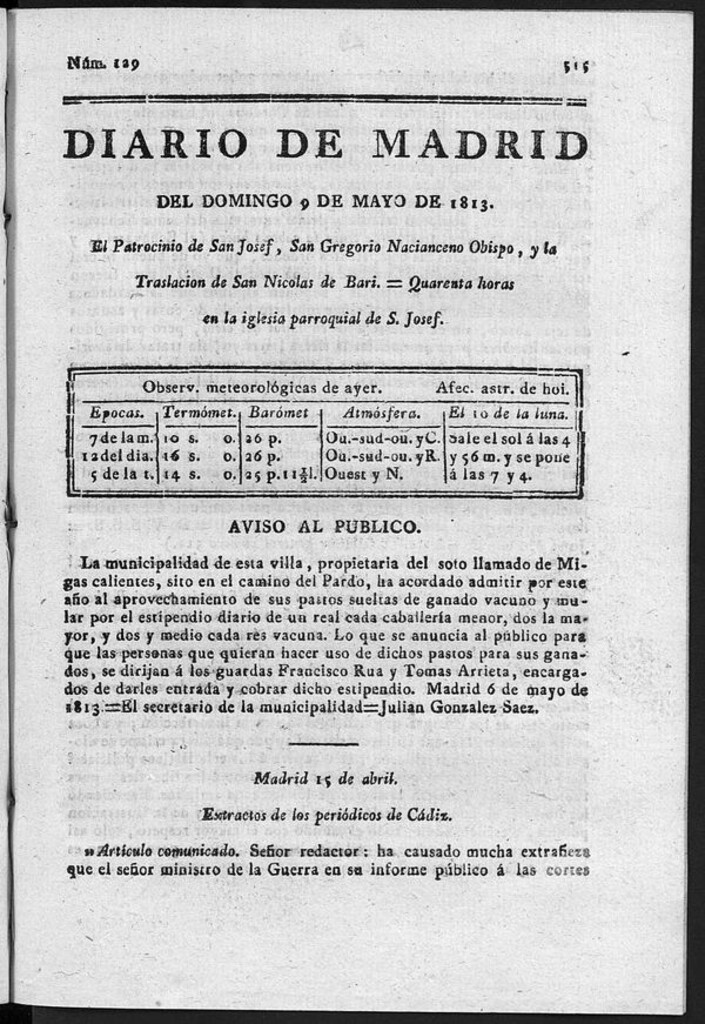 Núm. 129 515
DIARIO DE MADRID
DEL DOMINGO 9 DE MAYO DE 1813.
El Patrocinio de San Josef, San Gregorio Nacianceno Obispo, y la
Traslacion de San Nicolas de Bari. = Quarenta horas
en la iglesia parroquial de S. Josef.
Observ. meteorológicas de ayer. Afec. astr. de hoi.
Epocas. Termómet. Barómet Atmósfera. El 10 de la luna.
7 de la m. 10 s. o. 26 p. Ou.-sud-ou. y C. Sale el sol á las 4
12 del dia. 16 s. o. 26 p. Ou.-sud-ou. y R. y 56 m. y se pone
5 de la t. 14 s. o. 25 p. 11½ l. Ouest y N. á las 7 y 4.
AVISO AL PUBLICO.
La municipalidad de esta villa, propietaria del soto llamado de Mi-
gas calientes, sito en el camino del Pardo, ha acordado admitir por este
año al aprovechamiento de sus pastos sueltas de ganado vacuno y mu-
lar por el estipendio diario de un real cada caballería menor, dos la ma-
yor, y dos y medio cada res vacuna. Lo que se anuncia al público para
que las personas que quieran hacer uso de dichos pastos para sus gana-
dos, se dirijan á los guardas Francisco Rua y Tomas Arrieta, encarga-
dos de darles entrada y cobrar dicho estipendio. Madrid 6 de mayo de
1813.=El secretario de la municipalidad=Julian Gonzalez Saez.
Madrid 15 de abril.
Extractos de los periódicos de Cádiz.
»Artículo comunicado. Señor redactor: ha causado mucha extrañeza
que el señor ministro de la Guerra en su informe público á las cortes